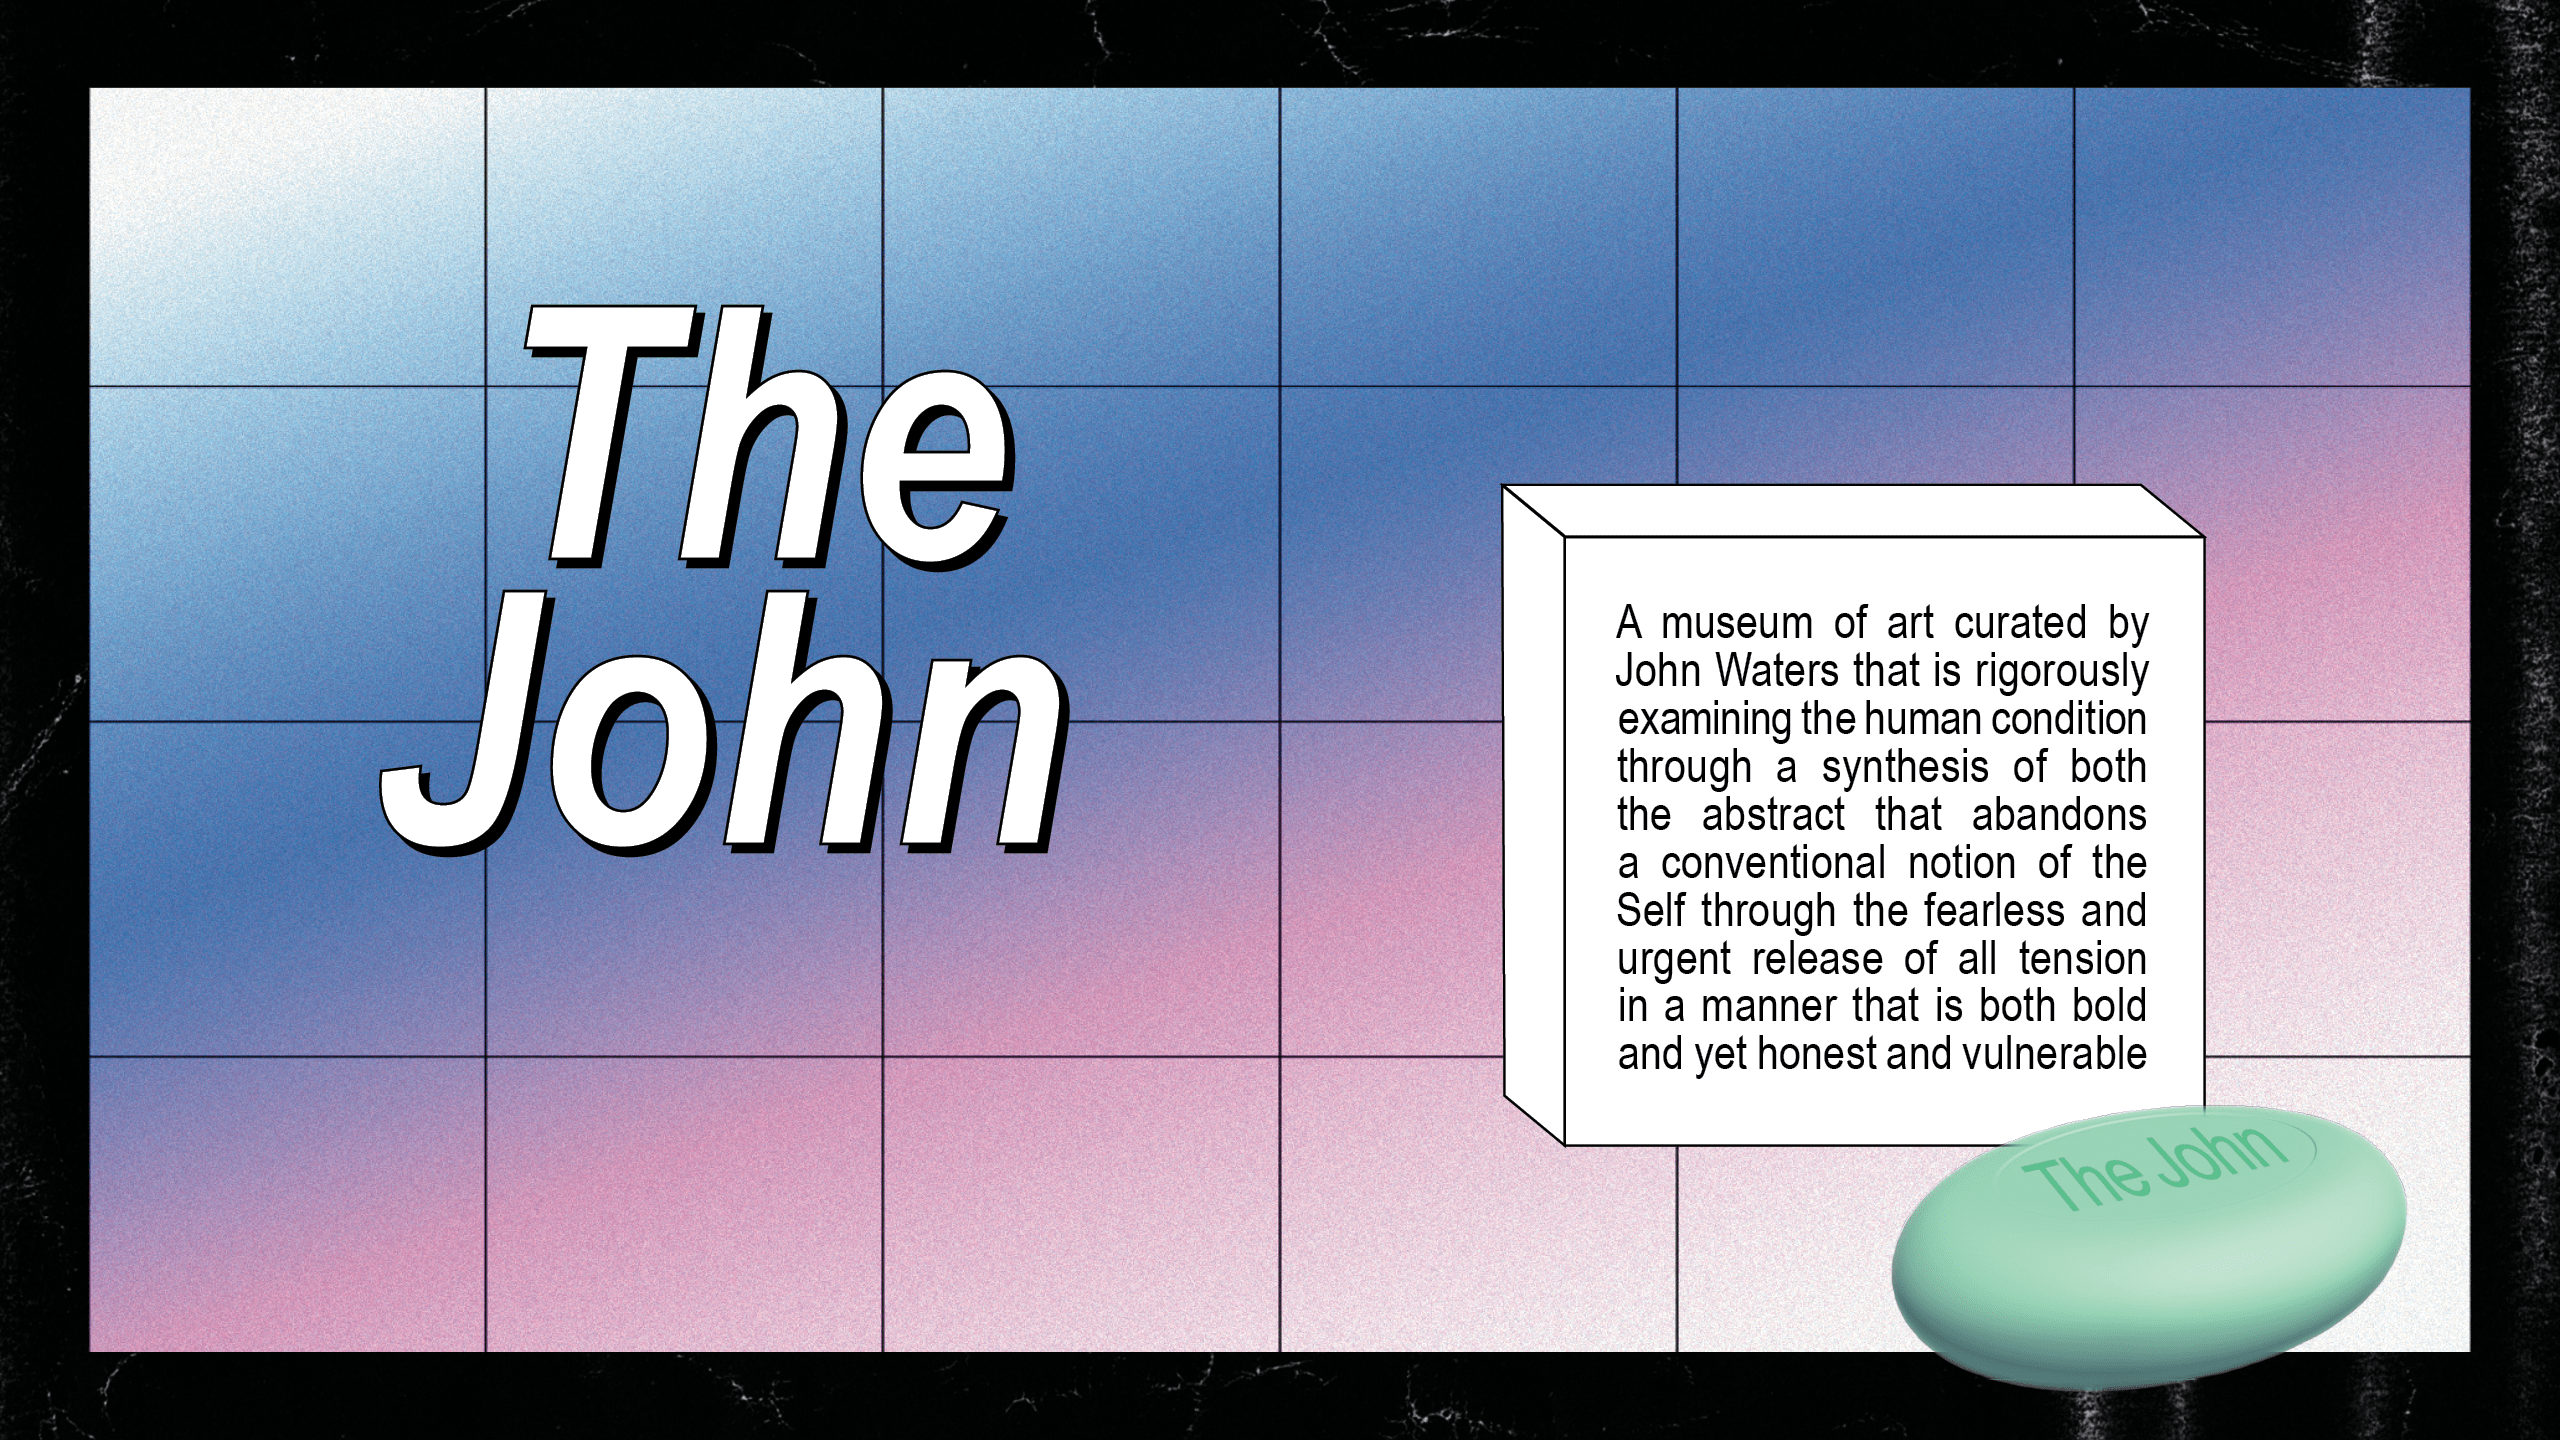 The
John
A museum of art curated by
John Waters that is rigorously
examining the human condition
through a synthesis of both
the abstract that abandons
a conventional notion of the
Self through the fearless and
urgent release of all tension
in a manner that is both bold
and yet honest and vulnerable
The John